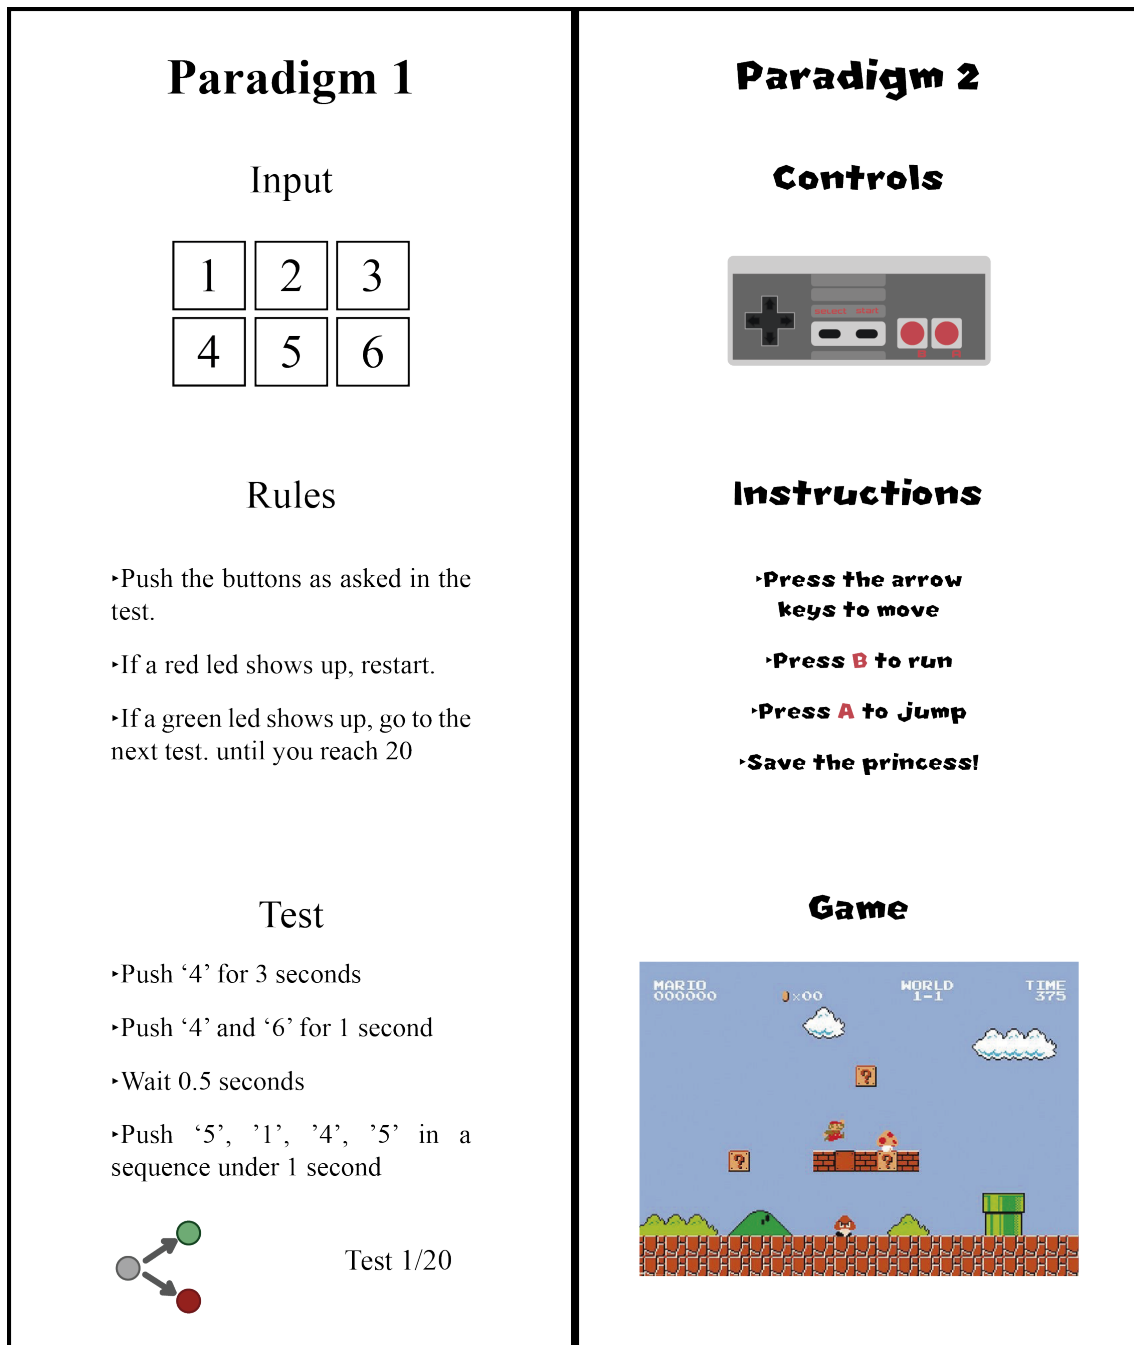 Paradigm 1
Input
1 2 3
4 5 6
Rules
‣Push the buttons as asked in the
test.
‣If a red led shows up, restart.
‣If a green led shows up, go to the
next test. until you reach 20
Test
‣Push ‘4’ for 3 seconds
‣Push ‘4’ and ‘6’ for 1 second
‣Wait 0.5 seconds
‣Push ‘5’, ’1’, ’4’, ’5’ in a
sequence under 1 second
Test 1/20
Paradigm 2
Controls
select start
Instructions
‣Press the arrow
keys to move
‣Press B to run
‣Press A to jump
‣Save the princess!
Game
MARIO WORLD TIME
000000 ×00 1-1 375
? 
? ?